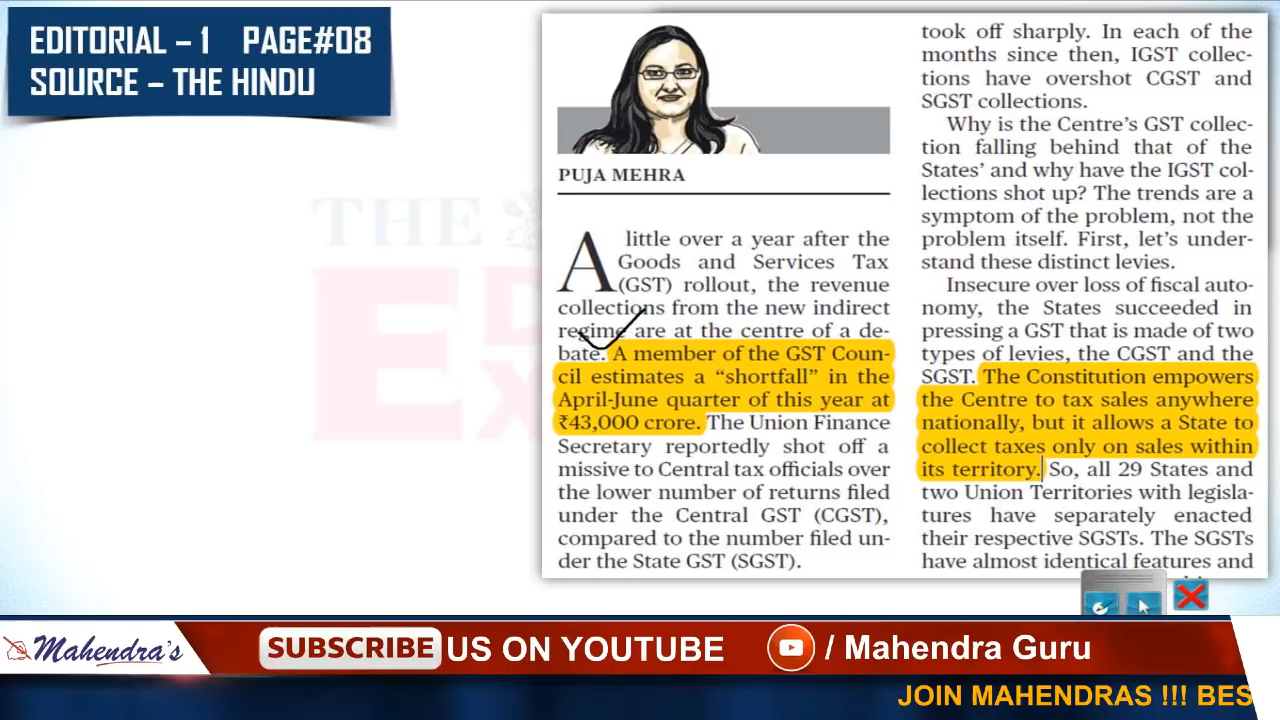 EDITORIAL – 1 PAGE#08
SOURCE – THE HINDU
THE
PUJA MEHRA
A little over a year after the
Goods and Services Tax
(GST) rollout, the revenue
collections from the new indirect
regime are at the centre of a de-
bate. A member of the GST Coun-
cil estimates a “shortfall” in the
April-June quarter of this year at
₹43,000 crore. The Union Finance
Secretary reportedly shot off a
missive to Central tax officials over
the lower number of returns filed
under the Central GST (CGST),
compared to the number filed un-
der the State GST (SGST).
took off sharply. In each of the
months since then, IGST collec-
tions have overshot CGST and
SGST collections.
Why is the Centre’s GST collec-
tion falling behind that of the
States’ and why have the IGST col-
lections shot up? The trends are a
symptom of the problem, not the
problem itself. First, let’s under-
stand these distinct levies.
Insecure over loss of fiscal auto-
nomy, the States succeeded in
pressing a GST that is made of two
types of levies, the CGST and the
SGST. The Constitution empowers
the Centre to tax sales anywhere
nationally, but it allows a State to
collect taxes only on sales within
its territory. So, all 29 States and
two Union Territories with legisla-
tures have separately enacted
their respective SGSTs. The SGSTs
have almost identical features and
Mahendra's
SUBSCRIBE US ON YOUTUBE
/ Mahendra Guru
JOIN MAHENDRAS !!! BES